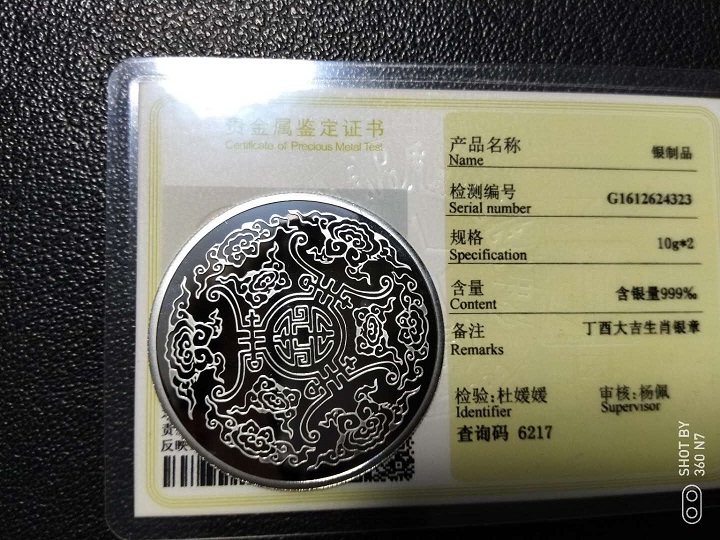 贵金属鉴定证书
Certificate of Precious Metal Test
产品名称 银制品
Name
检测编号 G1612624323
Serial number
规格 10g*2
Specification
含量 含银量999‰
Content
备注 丁酉大吉生肖银章
Remarks
检验:杜媛媛 审核:杨佩
Identifier Supervisor
查询码 6217
反映
SHOT BY
360 N7